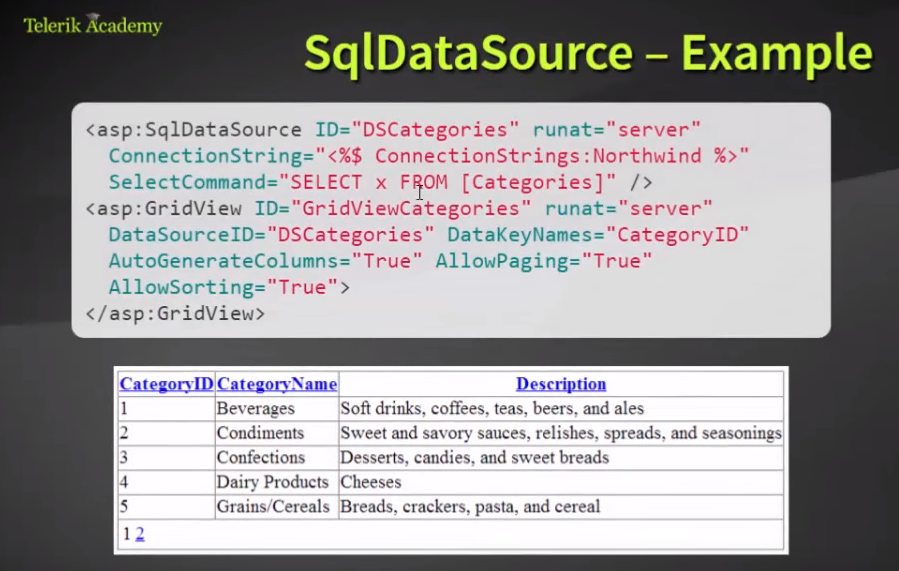 Telerik Academy
SqlDataSource – Example
<asp:SqlDataSource ID="DSCategories" runat="server"
ConnectionString="<%$ ConnectionStrings:Northwind %>"
SelectCommand="SELECT x FROM [Categories]" />
<asp:GridView ID="GridViewCategories" runat="server"
DataSourceID="DSCategories" DataKeyNames="CategoryID"
AutoGenerateColumns="True" AllowPaging="True"
AllowSorting="True">
</asp:GridView>
CategoryID CategoryName Description
1 Beverages Soft drinks, coffees, teas, beers, and ales
2 Condiments Sweet and savory sauces, relishes, spreads, and seasonings
3 Confections Desserts, candies, and sweet breads
4 Dairy Products Cheeses
5 Grains/Cereals Breads, crackers, pasta, and cereal
1 2